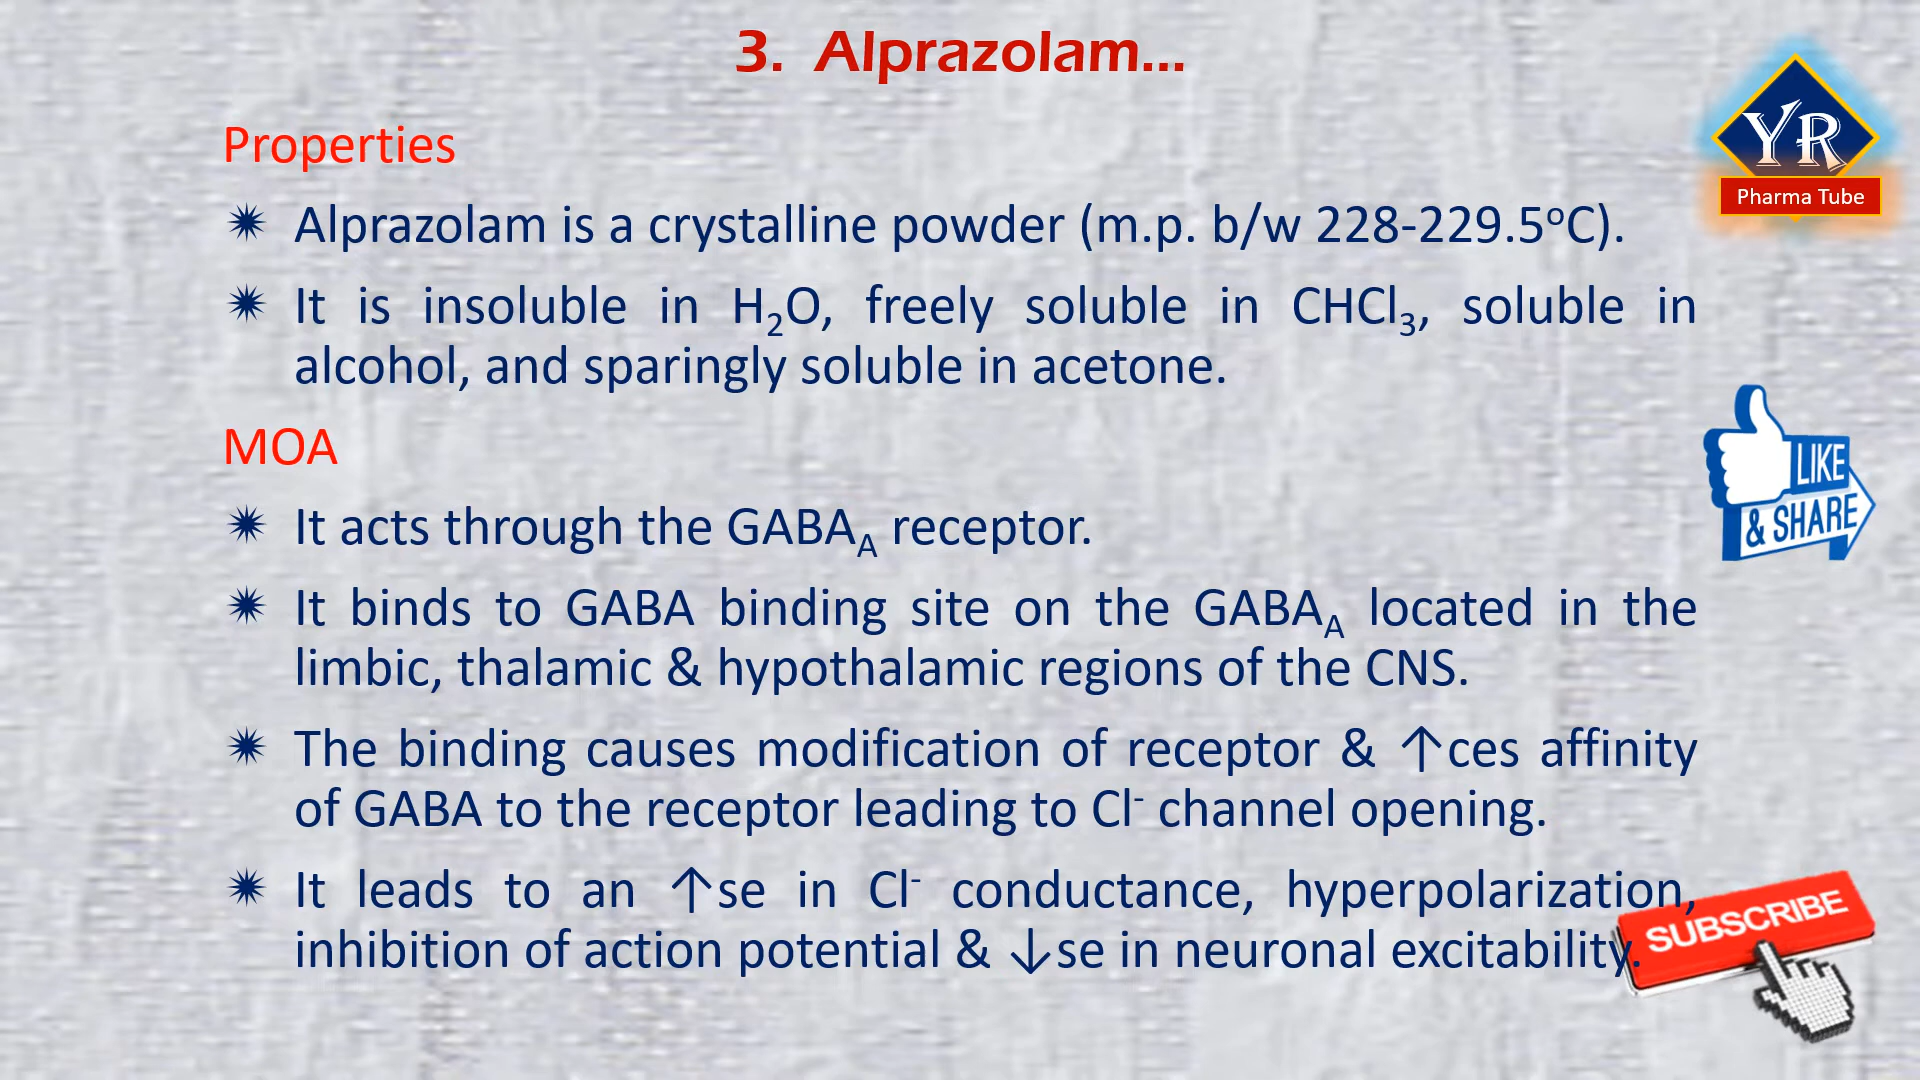 3. Alprazolam...
YR
Pharma Tube
Properties
✹ Alprazolam is a crystalline powder (m.p. b/w 228-229.5ºC).
✹ It is insoluble in H₂O, freely soluble in CHCl₃, soluble in
alcohol, and sparingly soluble in acetone.
MOA
✹ It acts through the GABA_A receptor.
✹ It binds to GABA binding site on the GABA_A located in the
limbic, thalamic & hypothalamic regions of the CNS.
✹ The binding causes modification of receptor & ↑ces affinity
of GABA to the receptor leading to Cl⁻ channel opening.
✹ It leads to an ↑se in Cl⁻ conductance, hyperpolarization,
inhibition of action potential & ↓se in neuronal excitability.
LIKE
& SHARE
SUBSCRIBE